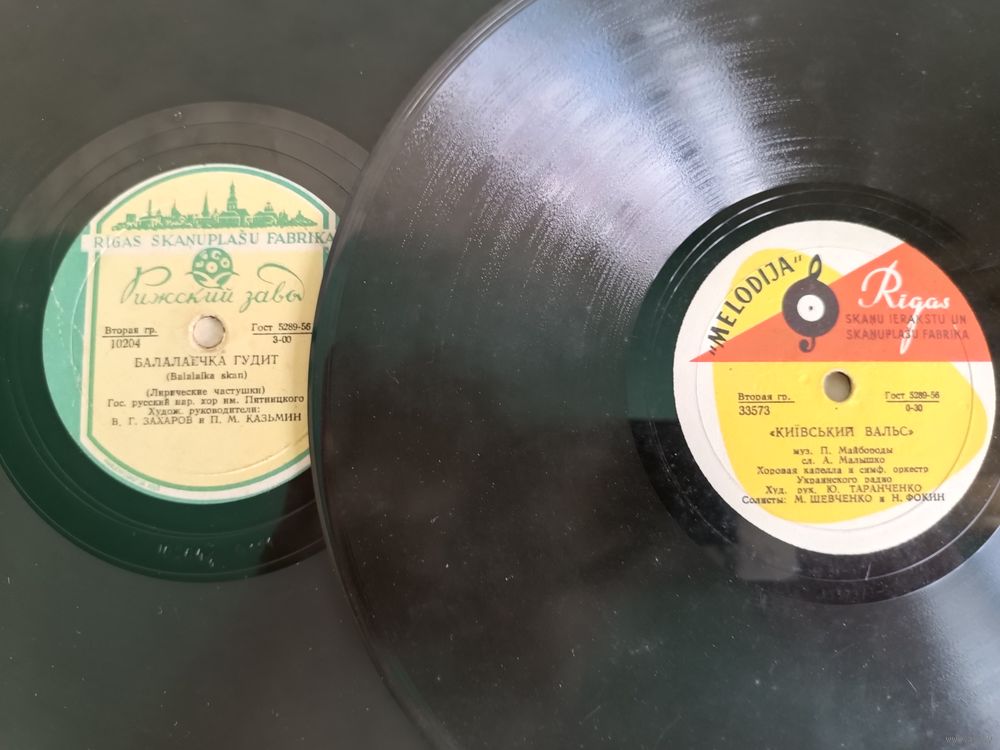 RIGAS SKAŅUPLAŠU FABRIKA
Рижский завод
Вторая гр.
10204
Гост 5289-56
3-00
БАЛАЛАЕЧКА ГУДИТ
(Balalaika skan)
(Лирические частушки)
Гос. русский нар. хор им. Пятницкого
Худож. руководители:
В. Г. ЗАХАРОВ и П. М. КАЗЬМИН
"MELODIJA"
Rīgas
SKAŅU IERAKSTU UN
SKAŅUPLAŠU FABRIKA
Вторая гр.
33573
Гост 5289-56
0-30
«КИЇВСЬКИЙ ВАЛЬС»
муз. П. Майбороды
сл. А. Малышко
Хоровая капелла и симф. оркестр
Украинского радио
Худ. рук. Ю. ТАРАНЧЕНКО
Солисты: М. ШЕВЧЕНКО и Н. ФОКИН